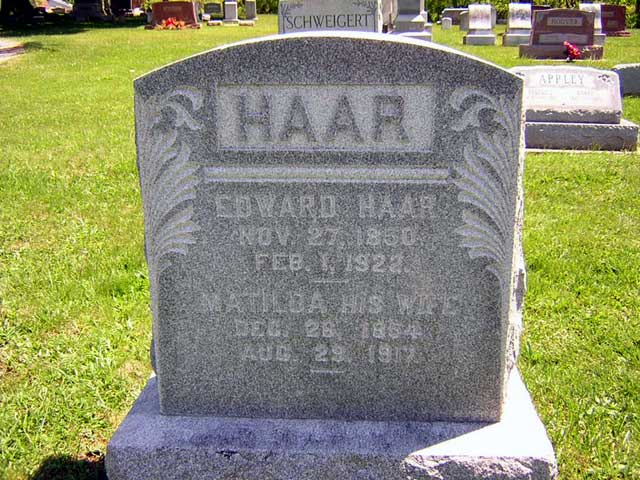 SCHWEIGERT
HOOVER
APPLEY
HAAR
EDWARD HAAR
NOV. 27, 1850
FEB. 1, 1922.
MATILDA HIS WIFE
DEC. 26, 1854
AUG. 29, 1917